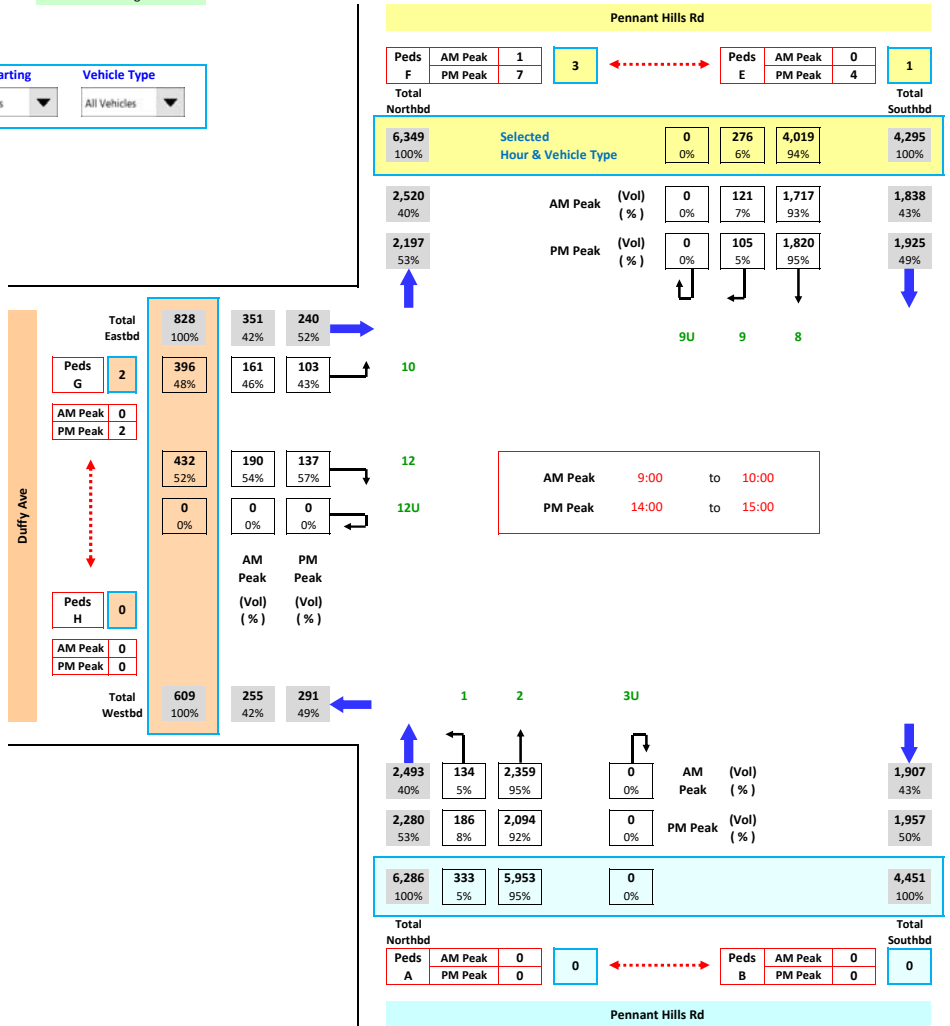 Pennant Hills Rd
Peds AM Peak 1 3 Peds AM Peak 0 1
F PM Peak 7 E PM Peak 4
Vehicle Type
All Vehicles
Total Total
Northbd Southbd
6,349 Selected 0 276 4,019 4,295
100% Hour & Vehicle Type 0% 6% 94% 100%
2,520 AM Peak (Vol) 0 121 1,717 1,838
40% ( % ) 0% 7% 93% 43%
2,197 PM Peak (Vol) 0 105 1,820 1,925
53% ( % ) 0% 5% 95% 49%
9U 9 8
Total 828 351 240
Eastbd 100% 42% 52%
Peds 2 396 161 103 10
G 48% 46% 43%
AM Peak 0
PM Peak 2
432 190 137 12
52% 54% 57%
0 0 0 12U
0% 0% 0%
AM Peak 9:00 to 10:00
PM Peak 14:00 to 15:00
Duffy Ave
AM PM
Peak Peak
(Vol) (Vol)
( % ) ( % )
Peds 0
H
AM Peak 0
PM Peak 0
Total 609 255 291
Westbd 100% 42% 49%
1 2 3U
2,493 134 2,359 0 AM (Vol) 1,907
40% 5% 95% 0% Peak ( % ) 43%
2,280 186 2,094 0 PM Peak (Vol) 1,957
53% 8% 92% 0% ( % ) 50%
6,286 333 5,953 0 4,451
100% 5% 95% 0% 100%
Total Total
Northbd Southbd
Peds AM Peak 0 0 Peds AM Peak 0 0
A PM Peak 0 B PM Peak 0
Pennant Hills Rd